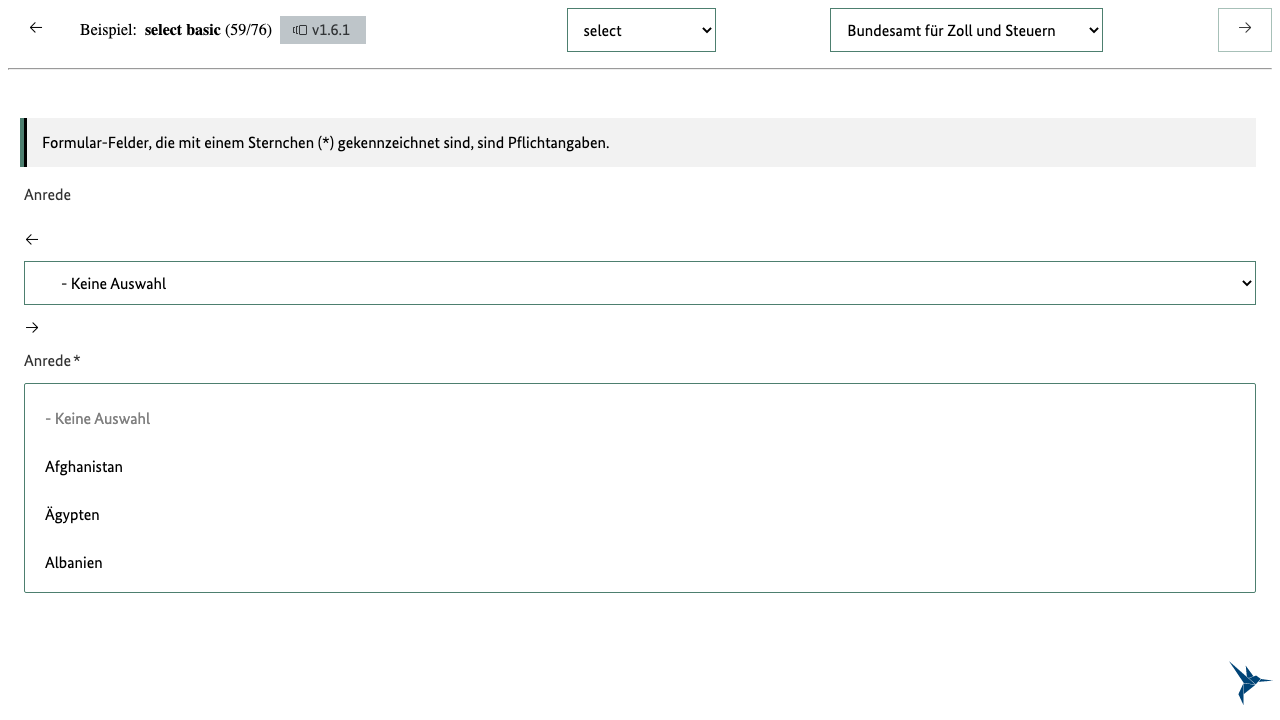 ←
Beispiel: select basic (59/76)
v1.6.1
select
Bundesamt für Zoll und Steuern
→
Formular-Felder, die mit einem Sternchen (*) gekennzeichnet sind, sind Pflichtangaben.
Anrede
←
- Keine Auswahl
→
Anrede *
- Keine Auswahl
Afghanistan
Ägypten
Albanien